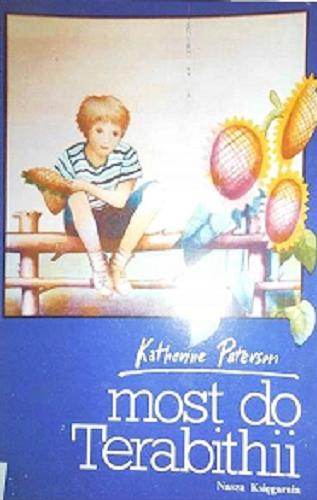 Katherine Paterson
most do
Terabithii
Nasza Księgarnia